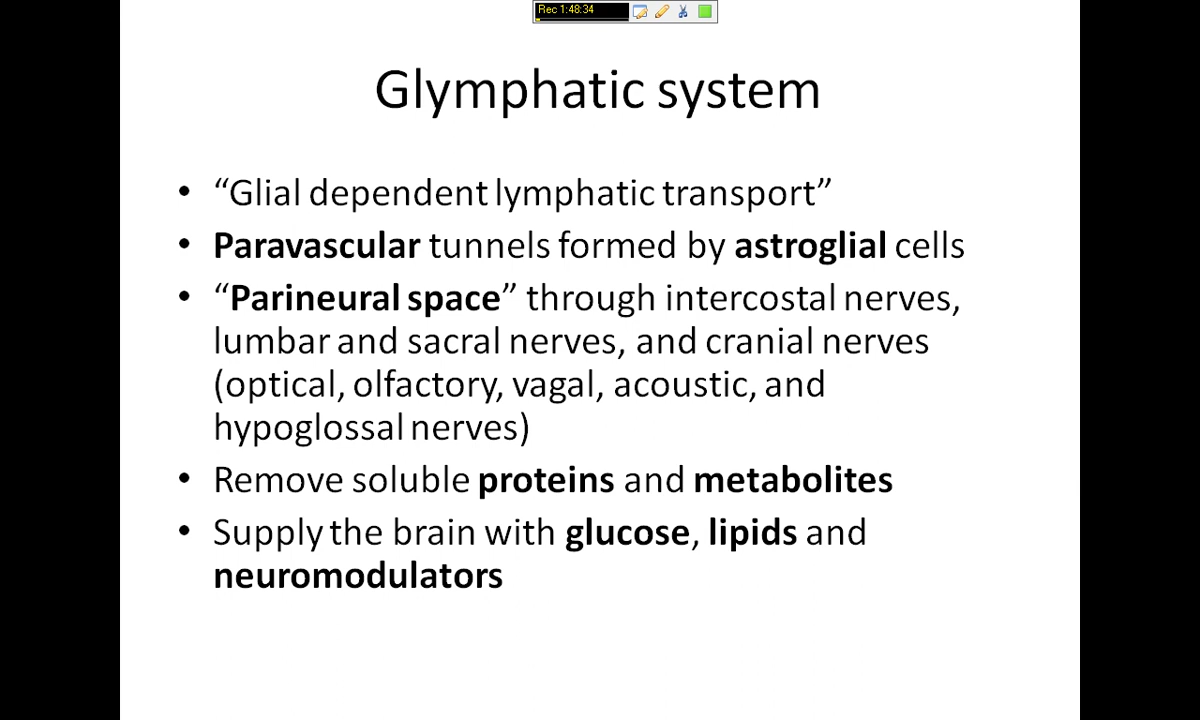 Rec 1:48:34
Glymphatic system
• “Glial dependent lymphatic transport”
• Paravascular tunnels formed by astroglial cells
• “Parineural space” through intercostal nerves,
lumbar and sacral nerves, and cranial nerves
(optical, olfactory, vagal, acoustic, and
hypoglossal nerves)
• Remove soluble proteins and metabolites
• Supply the brain with glucose, lipids and
neuromodulators